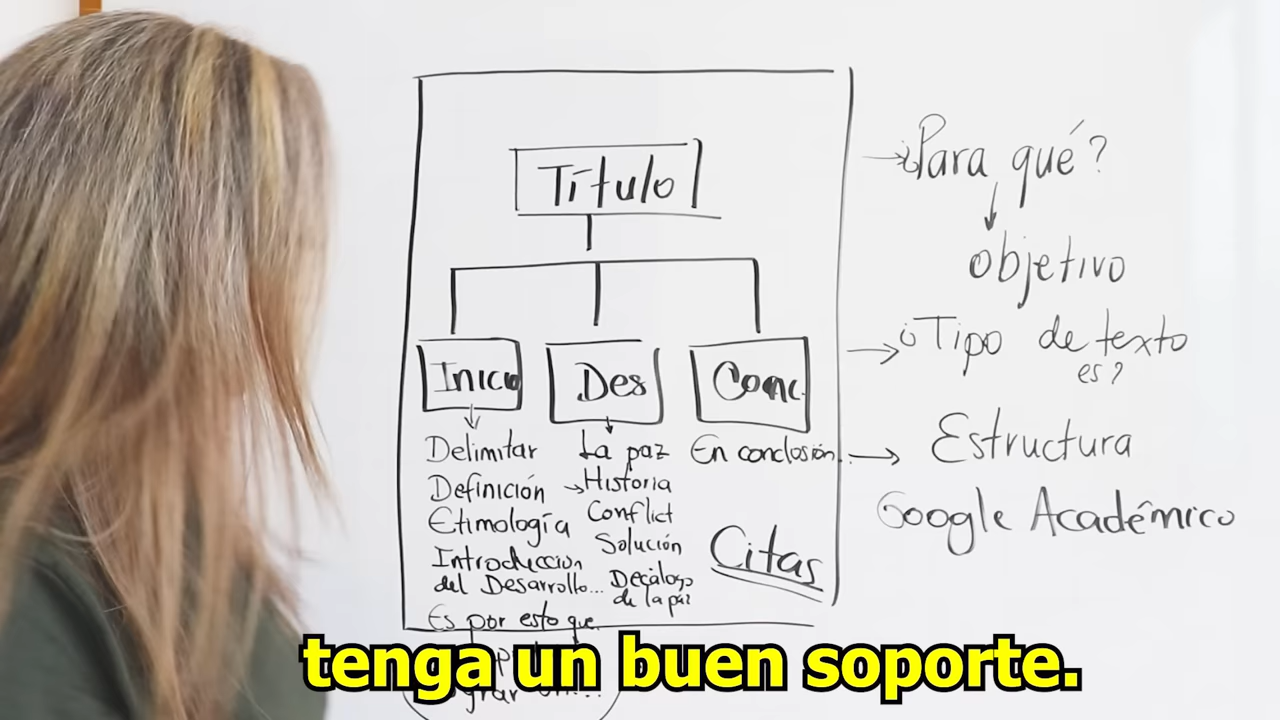 Título
Inicio
Des
Conc.
Delimitar
Definición
Etimología
Introducción
del Desarrollo...
Es por esto que
La paz
→Historia
Conflict
Solución
Decálogo
de la paz
En conclosión...
Citas
→¿Para qué?
↓
objetivo
→¿Tipo de texto
es?
→ Estructura
Google Académico
tenga un buen soporte.